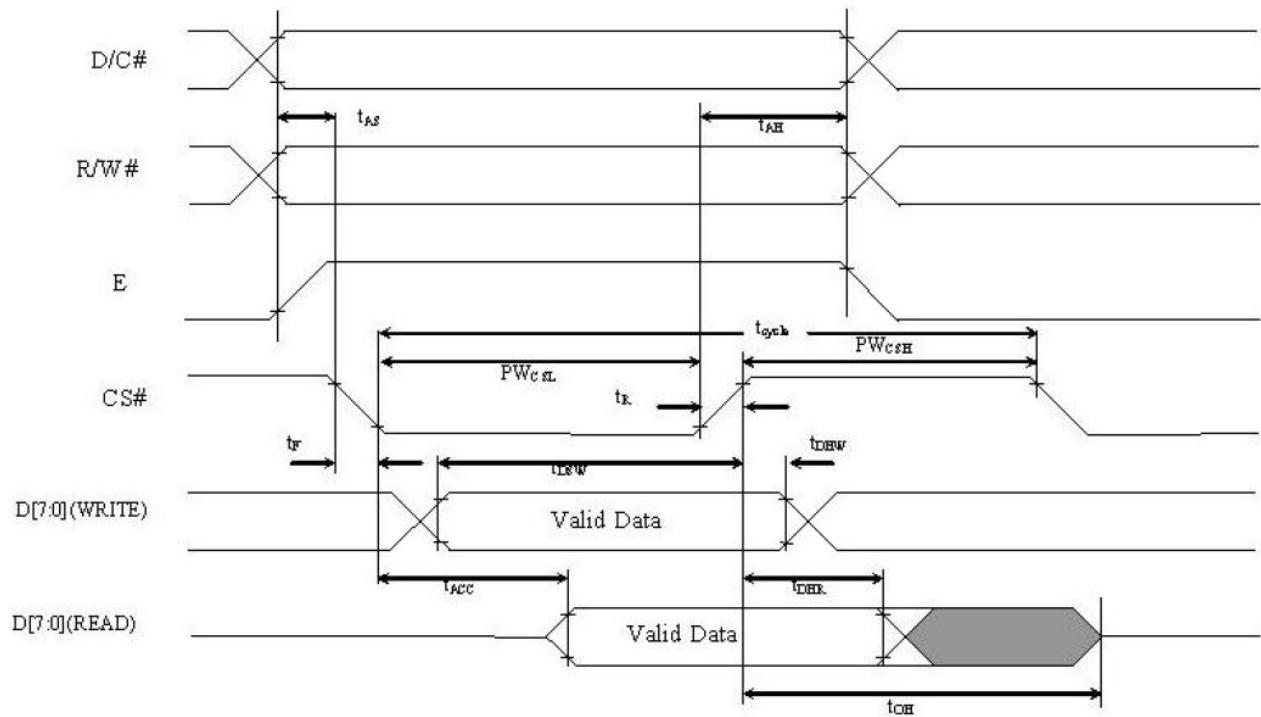 D/C#
tAS
tAH
R/W#
E
tcycle
PWCSL
PWCSH
CS#
tR
tF
tDSW
tDHW
D[7:0](WRITE)
Valid Data
tACC
tDHR
D[7:0](READ)
Valid Data
tOH